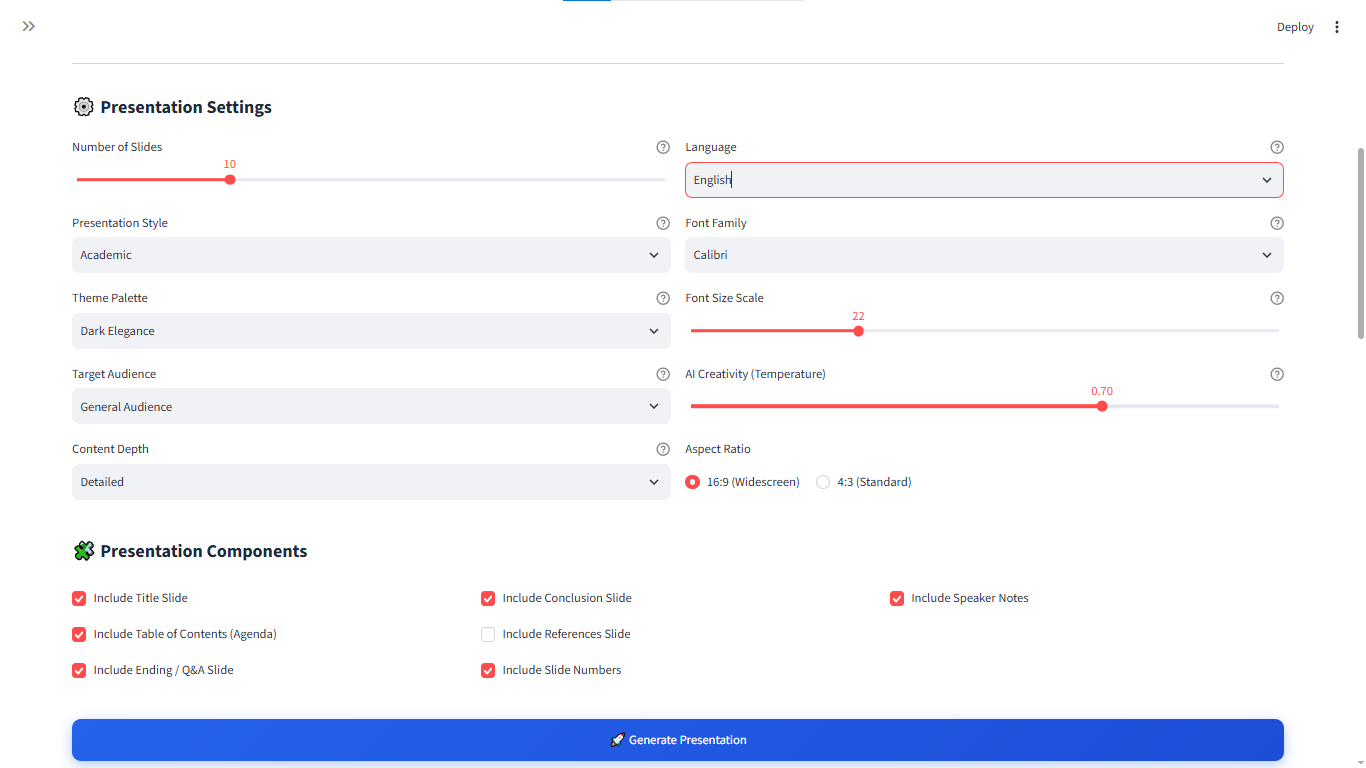 Deploy
Presentation Settings
Number of Slides
10
Language
English
Presentation Style
Academic
Font Family
Calibri
Theme Palette
Dark Elegance
Font Size Scale
22
Target Audience
General Audience
AI Creativity (Temperature)
0.70
Content Depth
Detailed
Aspect Ratio
16:9 (Widescreen) 4:3 (Standard)
Presentation Components
Include Title Slide Include Conclusion Slide Include Speaker Notes
Include Table of Contents (Agenda) Include References Slide
Include Ending / Q&A Slide Include Slide Numbers
Generate Presentation